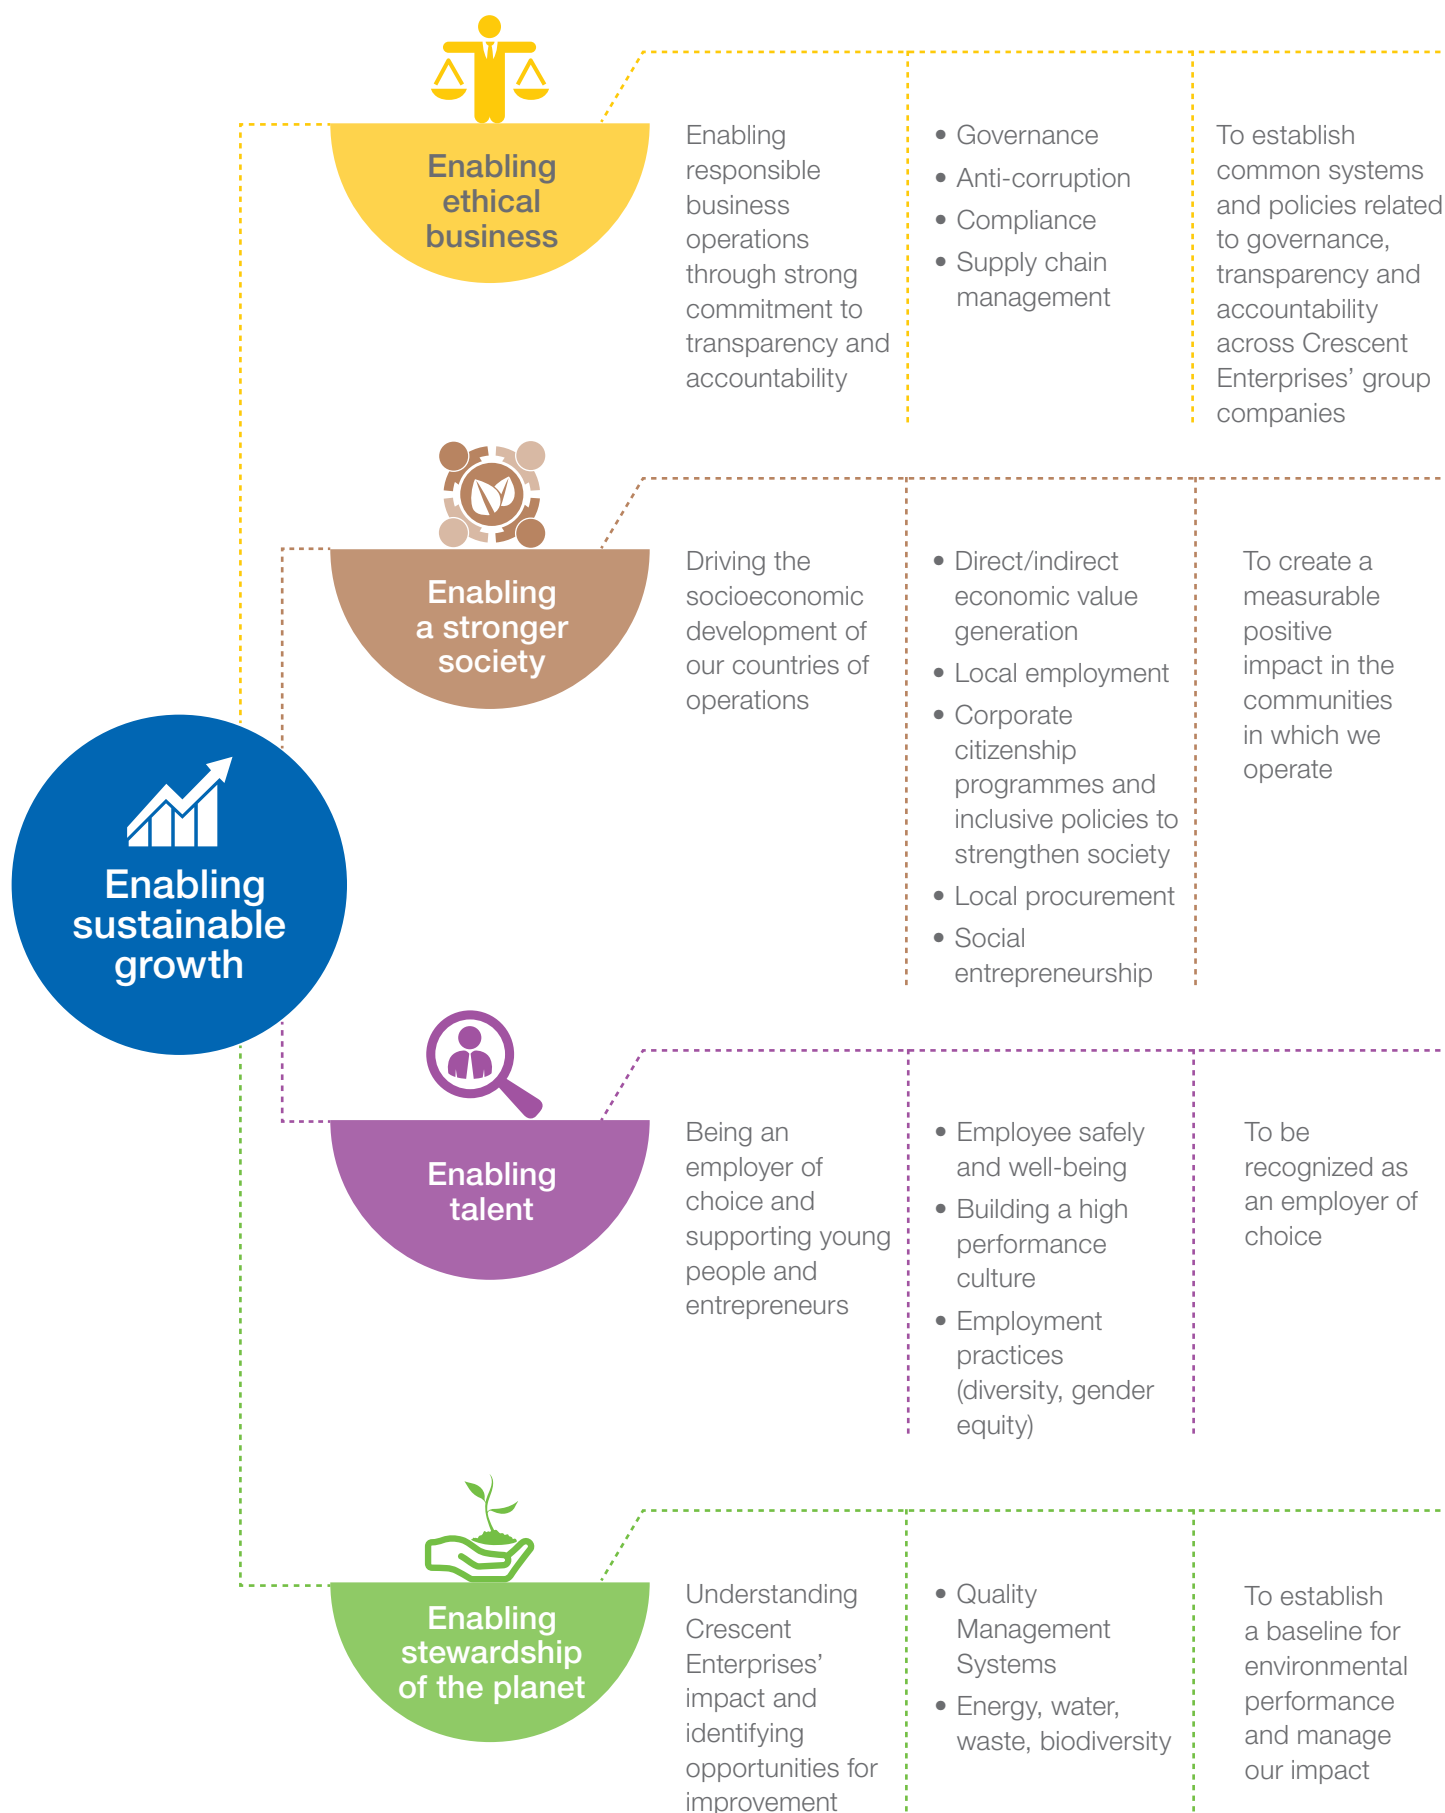 Enabling
sustainable
growth
Enabling
ethical
business
Enabling
responsible
business
operations
through strong
commitment to
transparency and
accountability
• Governance
• Anti-corruption
• Compliance
• Supply chain
management
To establish
common systems
and policies related
to governance,
transparency and
accountability
across Crescent
Enterprises’ group
companies
Enabling
a stronger
society
Driving the
socioeconomic
development of
our countries of
operations
• Direct/indirect
economic value
generation
• Local employment
• Corporate
citizenship
programmes and
inclusive policies to
strengthen society
• Local procurement
• Social
entrepreneurship
To create a
measurable
positive
impact in the
communities
in which we
operate
Enabling
talent
Being an
employer of
choice and
supporting young
people and
entrepreneurs
• Employee safely
and well-being
• Building a high
performance
culture
• Employment
practices
(diversity, gender
equity)
To be
recognized as
an employer of
choice
Enabling
stewardship
of the planet
Understanding
Crescent
Enterprises’
impact and
identifying
opportunities for
improvement
• Quality
Management
Systems
• Energy, water,
waste, biodiversity
To establish
a baseline for
environmental
performance
and manage
our impact